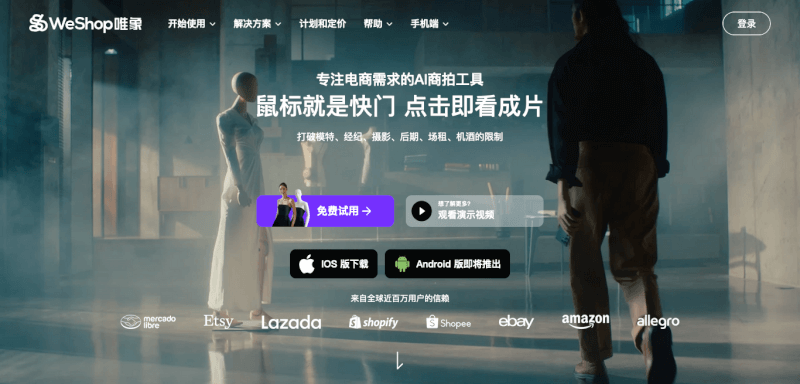 WeShop唯象
开始使用
解决方案
计划和定价
帮助
手机端
登录
专注电商需求的AI商拍工具
鼠标就是快门 点击即看成片
打破模特、经纪、摄影、后期、场租、机酒的限制
免费试用 →
想了解更多?
观看演示视频
IOS 版下载
Android 版即将推出
来自全球近百万用户的信赖
mercado
libre
Etsy
Lazada
shopify
Shopee
ebay
amazon
allegro